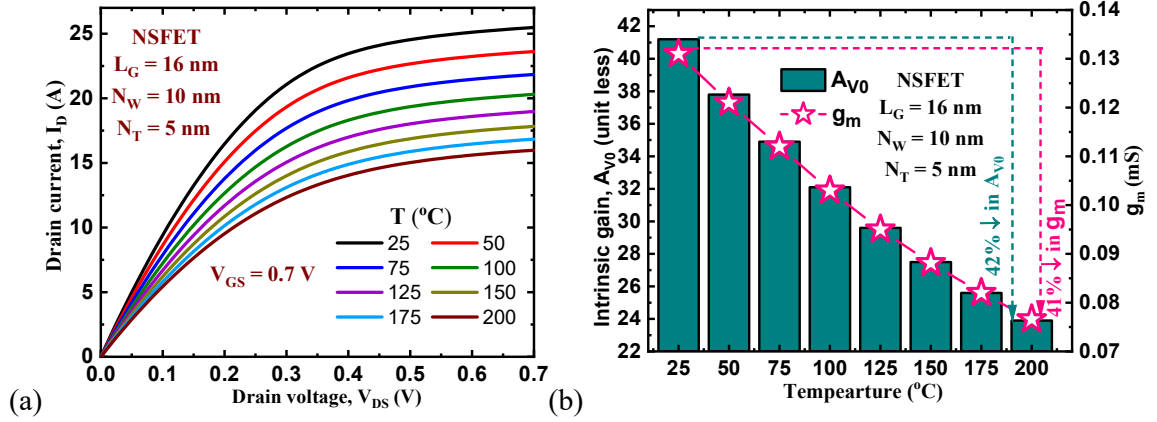 NSFET
L_G = 16 nm
N_W = 10 nm
N_T = 5 nm
T (°C)
25 50
75 100
125 150
175 200
V_GS = 0.7 V
Drain current, I_D (A)
25
20
15
10
5
0
0.0 0.1 0.2 0.3 0.4 0.5 0.6 0.7
Drain voltage, V_DS (V)
(a)
Intrinsic gain, A_V0 (unit less)
42
40
38
36
34
32
30
28
26
24
22
A_V0
g_m
NSFET
L_G = 16 nm
N_W = 10 nm
N_T = 5 nm
42% ↓ in A_V0
41% ↓ in g_m
0.14
0.13
0.12
0.11
0.10
0.09
0.08
0.07
g_m (mS)
25 50 75 100 125 150 175 200
Tempearture (°C)
(b)